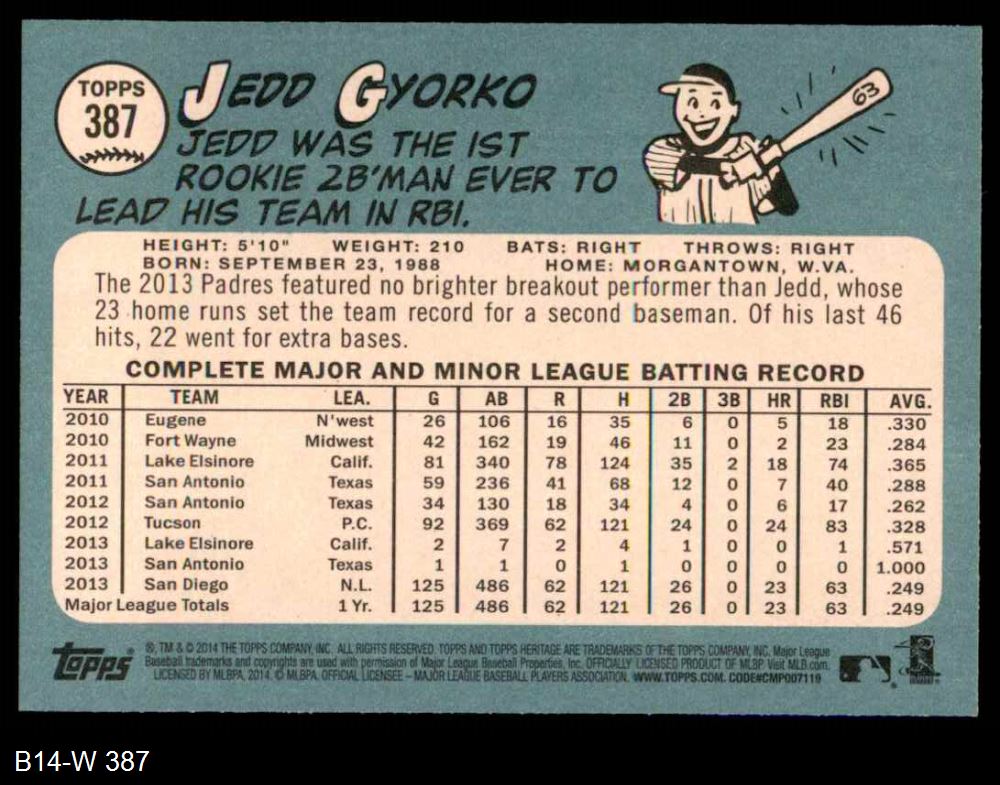 TOPPS
387
JEDD GYORKO
63
JEDD WAS THE 1ST
ROOKIE 2B'MAN EVER TO
LEAD HIS TEAM IN RBI.
HEIGHT: 5'10" WEIGHT: 210 BATS: RIGHT THROWS: RIGHT
BORN: SEPTEMBER 23, 1988 HOME: MORGANTOWN, W.VA.
The 2013 Padres featured no brighter breakout performer than Jedd, whose
23 home runs set the team record for a second baseman. Of his last 46
hits, 22 went for extra bases.
COMPLETE MAJOR AND MINOR LEAGUE BATTING RECORD
YEAR TEAM LEA. G AB R H 2B 3B HR RBI AVG.
2010 Eugene N'west 26 106 16 35 6 0 5 18 .330
2010 Fort Wayne Midwest 42 162 19 46 11 0 2 23 .284
2011 Lake Elsinore Calif. 81 340 78 124 35 2 18 74 .365
2011 San Antonio Texas 59 236 41 68 12 0 7 40 .288
2012 San Antonio Texas 34 130 18 34 4 0 6 17 .262
2012 Tucson P.C. 92 369 62 121 24 0 24 83 .328
2013 Lake Elsinore Calif. 2 7 2 4 1 0 0 1 .571
2013 San Antonio Texas 1 1 0 1 0 0 0 0 1.000
2013 San Diego N.L. 125 486 62 121 26 0 23 63 .249
Major League Totals 1 Yr. 125 486 62 121 26 0 23 63 .249
Topps
®, TM & © 2014 THE TOPPS COMPANY, INC. ALL RIGHTS RESERVED. TOPPS AND TOPPS HERITAGE ARE TRADEMARKS OF THE TOPPS COMPANY, INC. Major League
Baseball trademarks and copyrights are used with permission of Major League Baseball Properties, Inc. OFFICIALLY LICENSED PRODUCT OF MLBP Visit MLB.com.
LICENSED BY MLBPA, 2014. © MLBPA. OFFICIAL LICENSEE – MAJOR LEAGUE BASEBALL PLAYERS ASSOCIATION. WWW.TOPPS.COM. CODE#CMP007119
B14-W 387